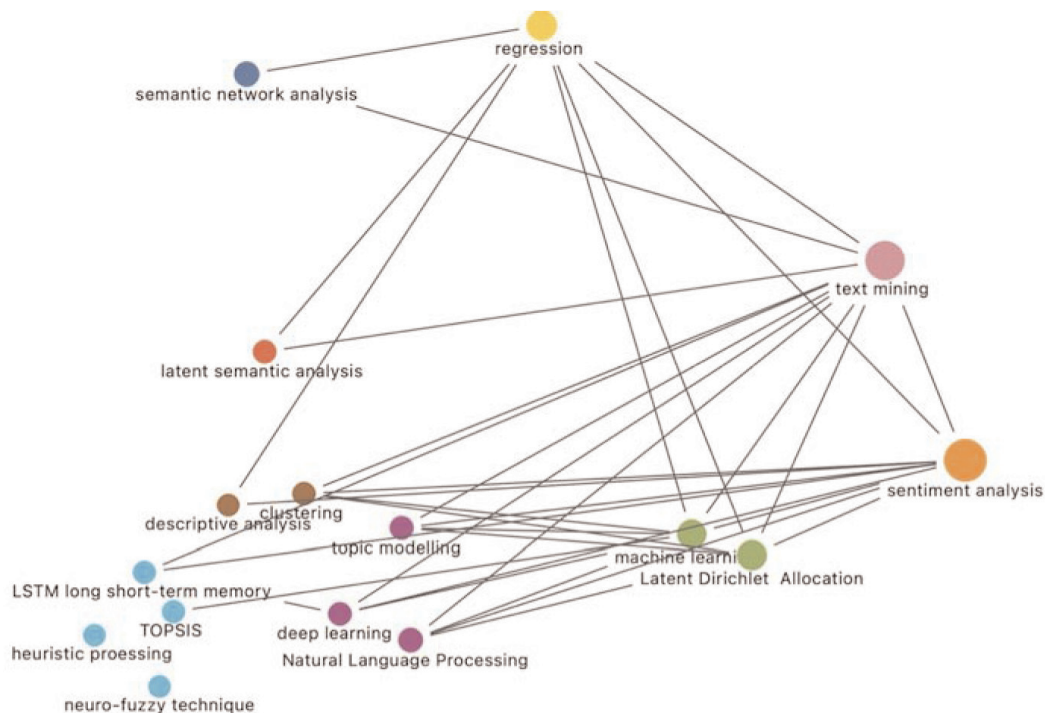 regression
semantic network analysis
text mining
latent semantic analysis
sentiment analysis
clustering
descriptive analysis
topic modelling
machine learni
Latent Dirichlet Allocation
LSTM long short-term memory
TOPSIS
deep learning
heuristic proessing
Natural Language Processing
neuro-fuzzy technique